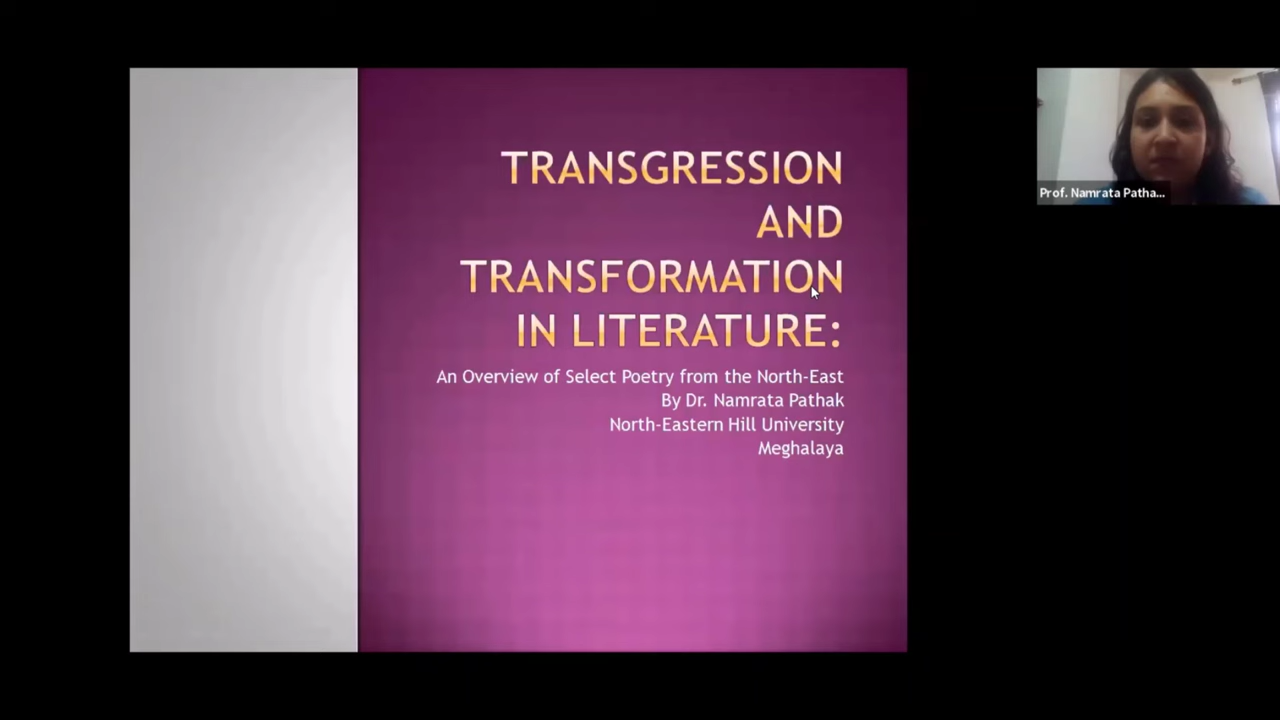 TRANSGRESSION
AND
TRANSFORMATION
IN LITERATURE:
An Overview of Select Poetry from the North-East
By Dr. Namrata Pathak
North-Eastern Hill University
Meghalaya
Prof. Namrata Patha...